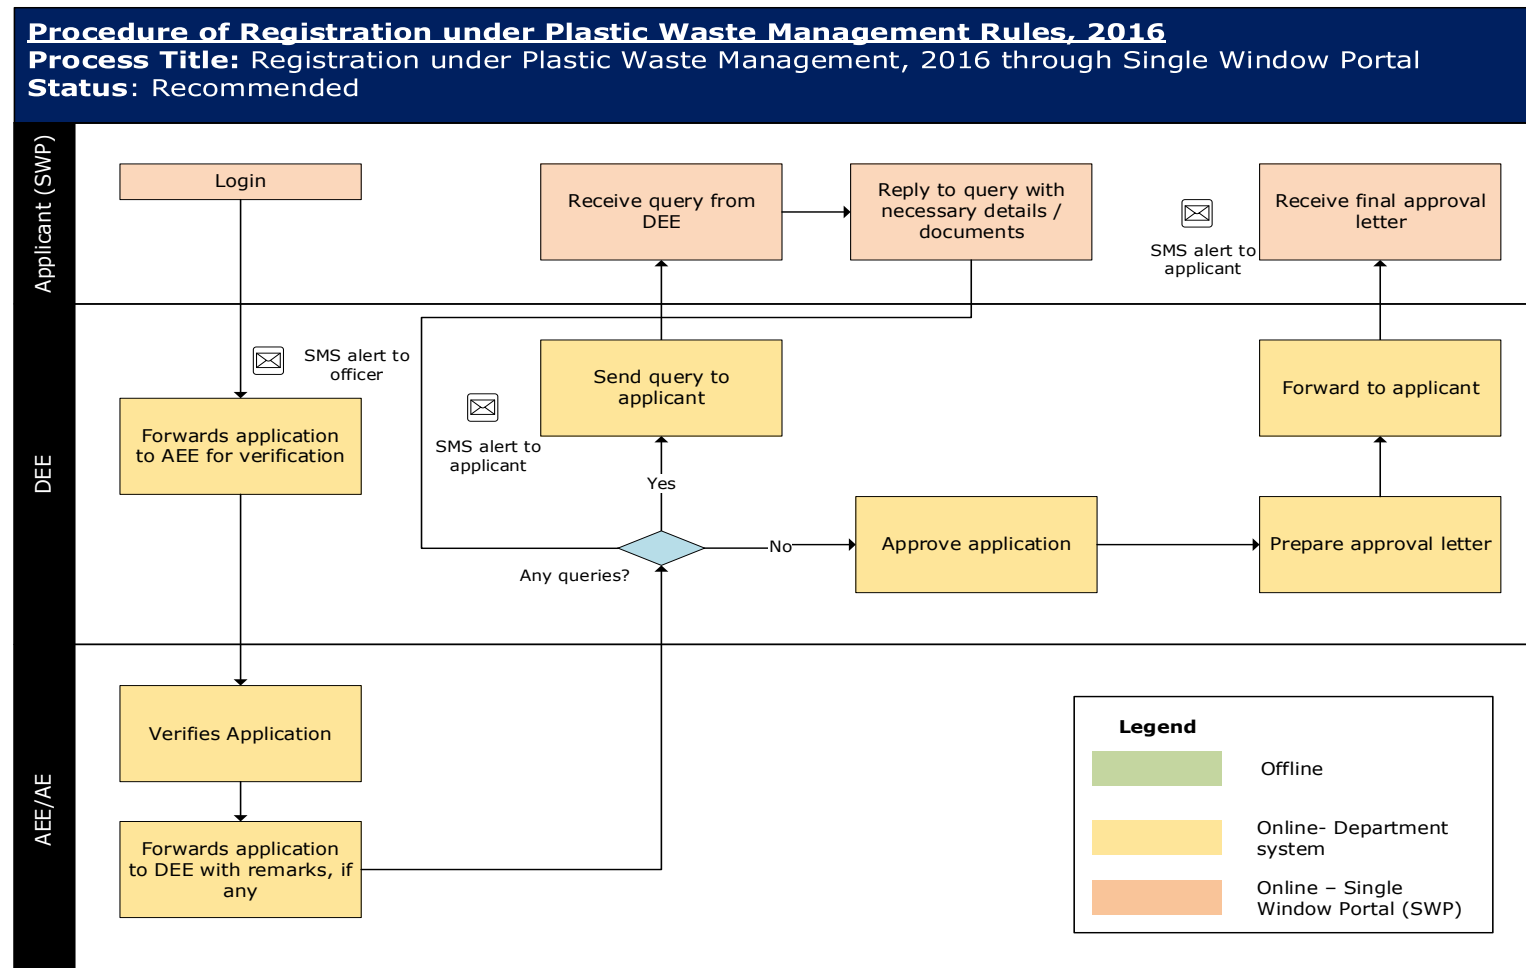 Procedure of Registration under Plastic Waste Management Rules, 2016
Process Title: Registration under Plastic Waste Management, 2016 through Single Window Portal
Status: Recommended
Applicant (SWP)
Login
Receive query from
DEE
Reply to query with
necessary details /
documents
SMS alert to
applicant
Receive final approval
letter
DEE
SMS alert to
officer
Forwards application
to AEE for verification
SMS alert to
applicant
Send query to
applicant
Yes
Any queries?
No
Approve application
Forward to applicant
Prepare approval letter
AEE/AE
Verifies Application
Forwards application
to DEE with remarks, if
any
Legend
Offline
Online- Department
system
Online – Single
Window Portal (SWP)